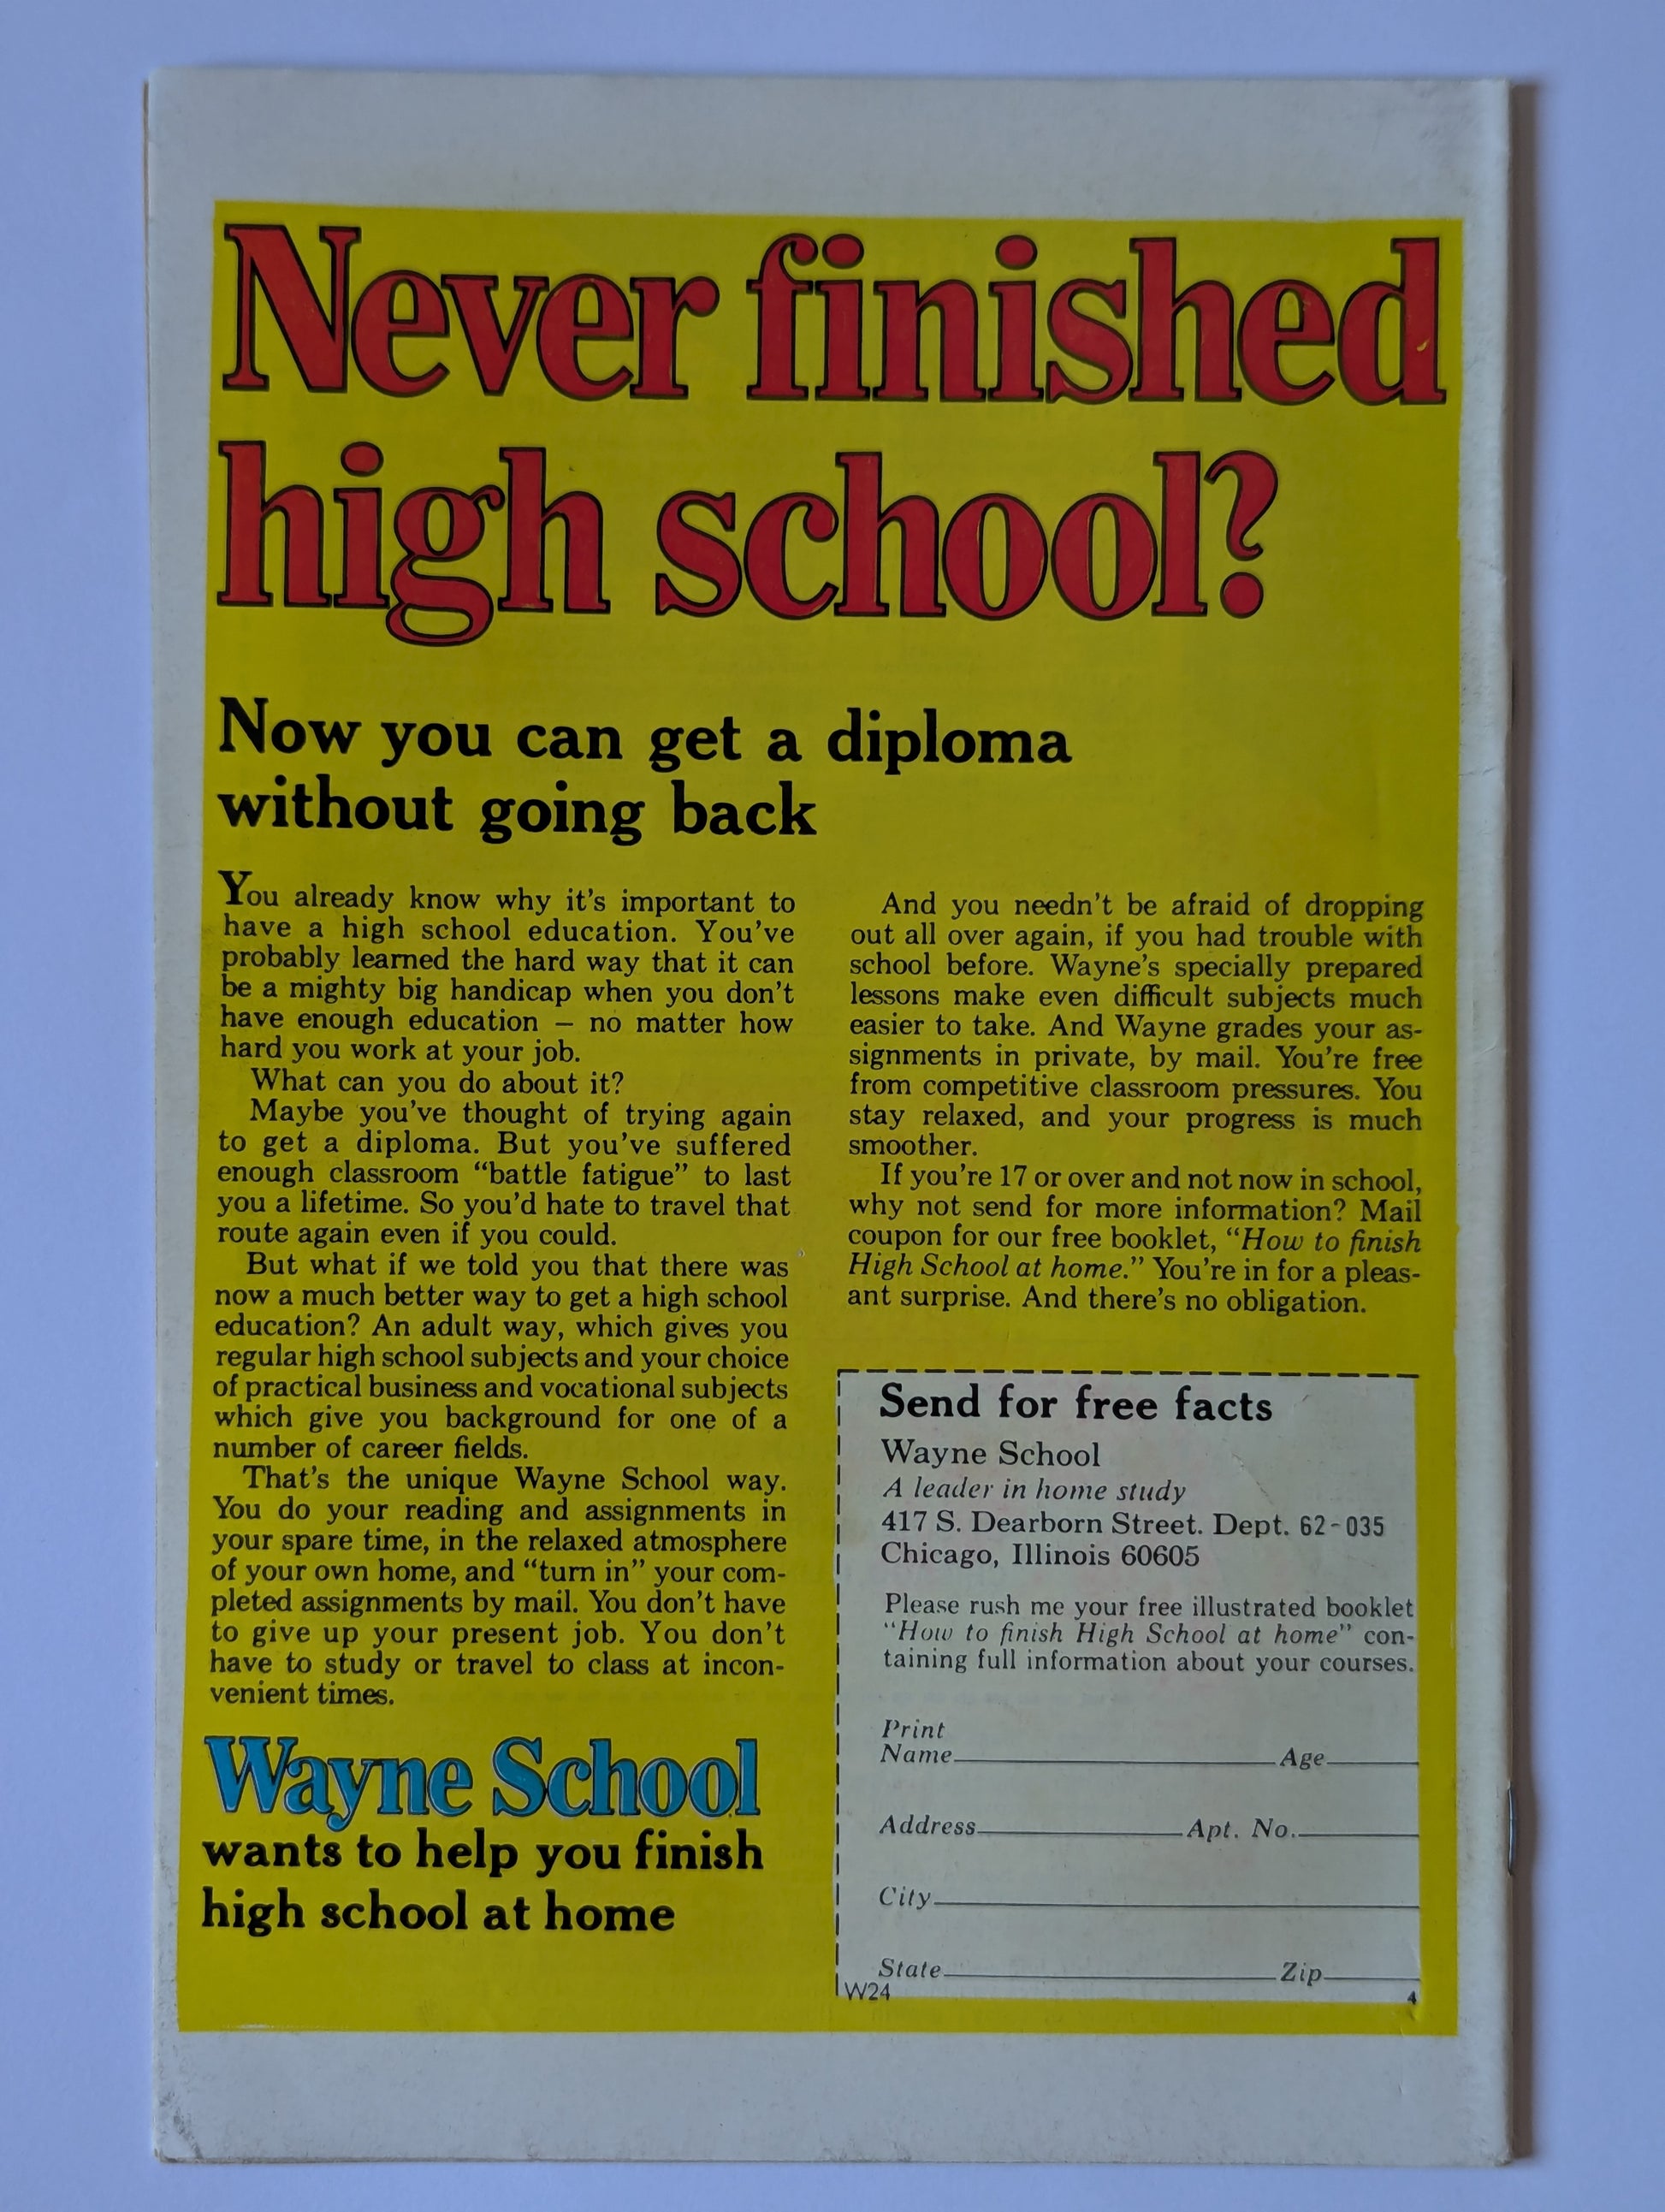 Never finished
high school?
Now you can get a diploma
without going back
You already know why it's important to
have a high school education. You've
probably learned the hard way that it can
be a mighty big handicap when you don't
have enough education — no matter how
hard you work at your job.
What can you do about it?
Maybe you've thought of trying again
to get a diploma. But you've suffered
enough classroom “battle fatigue” to last
you a lifetime. So you'd hate to travel that
route again even if you could.
But what if we told you that there was
now a much better way to get a high school
education? An adult way, which gives you
regular high school subjects and your choice
of practical business and vocational subjects
which give you background for one of a
number of career fields.
That's the unique Wayne School way.
You do your reading and assignments in
your spare time, in the relaxed atmosphere
of your own home, and “turn in” your com-
pleted assignments by mail. You don't have
to give up your present job. You don't
have to study or travel to class at incon-
venient times.
Wayne School
wants to help you finish
high school at home
And you needn't be afraid of dropping
out all over again, if you had trouble with
school before. Wayne's specially prepared
lessons make even difficult subjects much
easier to take. And Wayne grades your as-
signments in private, by mail. You're free
from competitive classroom pressures. You
stay relaxed, and your progress is much
smoother.
If you're 17 or over and not now in school,
why not send for more information? Mail
coupon for our free booklet, “How to finish
High School at home.” You're in for a pleas-
ant surprise. And there's no obligation.
Send for free facts
Wayne School
A leader in home study
417 S. Dearborn Street. Dept. 62-035
Chicago, Illinois 60605
Please rush me your free illustrated booklet
“How to finish High School at home” con-
taining full information about your courses.
Print
Name Age
Address Apt. No.
City
State Zip
W24 4